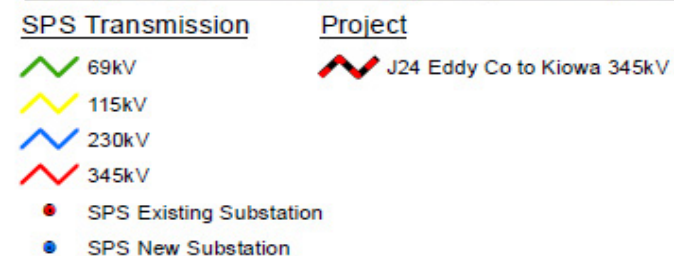 SPS Transmission
69kV
115kV
230kV
345kV
SPS Existing Substation
SPS New Substation
Project
J24 Eddy Co to Kiowa 345kV